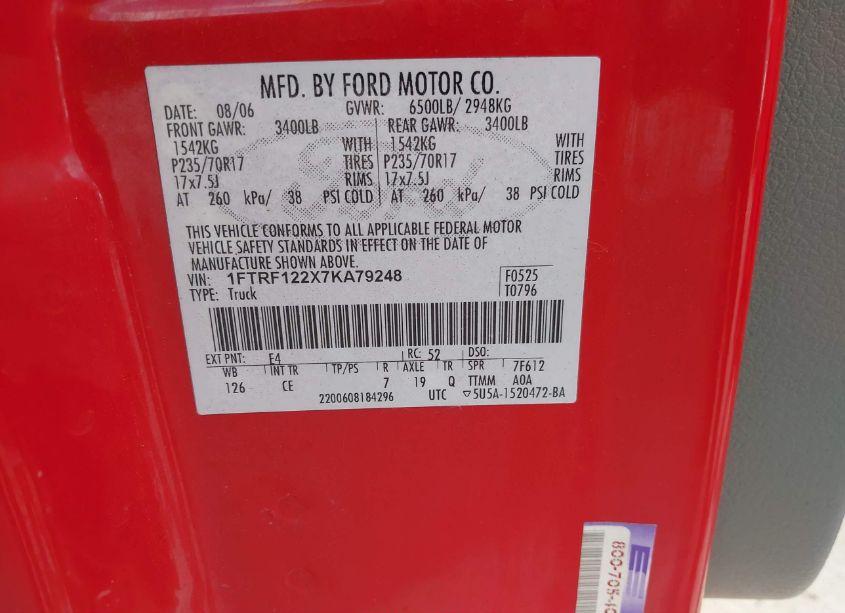 MFD. BY FORD MOTOR CO.
DATE: 08/06 GVWR: 6500LB/ 2948KG
FRONT GAWR: 3400LB REAR GAWR: 3400LB
1542KG WITH 1542KG WITH
P235/70R17 TIRES P235/70R17 TIRES
17x7.5J RIMS 17x7.5J RIMS
AT 260 kPa/ 38 PSI COLD AT 260 kPa/ 38 PSI COLD
THIS VEHICLE CONFORMS TO ALL APPLICABLE FEDERAL MOTOR
VEHICLE SAFETY STANDARDS IN EFFECT ON THE DATE OF
MANUFACTURE SHOWN ABOVE.
VIN: 1FTRF122X7KA79248 F0525
TYPE: Truck T0796
EXT PNT: E4 RC: 52 DSO:
WB INT TR TP/PS R AXLE TR SPR 7F612
126 CE 7 19 Q TTMM A0A
2200608184296 UTC ▽5U5A-1520472-BA
800-705-